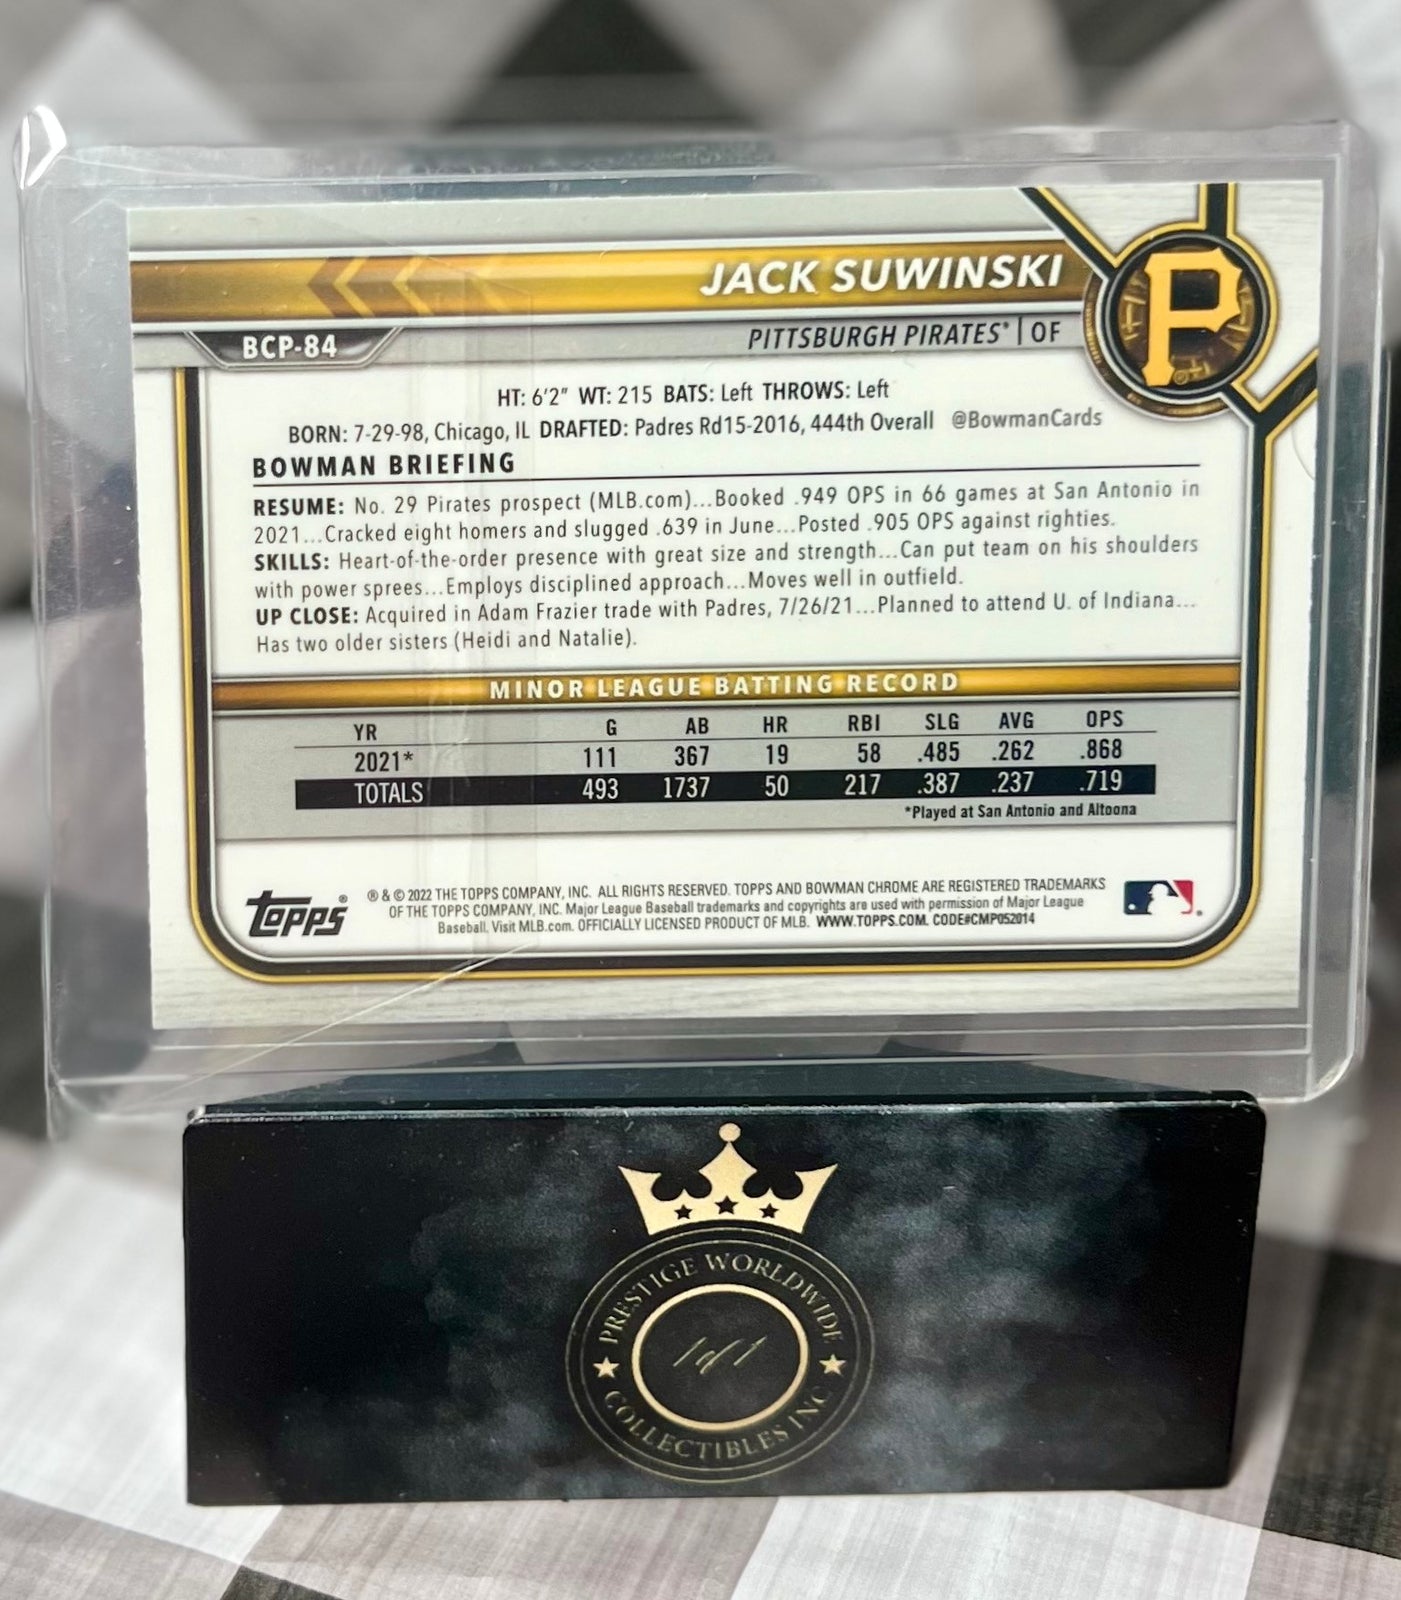 JACK SUWINSKI
P
BCP-84
PITTSBURGH PIRATES® | OF
HT: 6'2" WT: 215 BATS: Left THROWS: Left
BORN: 7-29-98, Chicago, IL DRAFTED: Padres Rd15-2016, 444th Overall @BowmanCards
BOWMAN BRIEFING
RESUME: No. 29 Pirates prospect (MLB.com)...Booked .949 OPS in 66 games at San Antonio in
2021...Cracked eight homers and slugged .639 in June...Posted .905 OPS against righties.
SKILLS: Heart-of-the-order presence with great size and strength...Can put team on his shoulders
with power sprees...Employs disciplined approach...Moves well in outfield.
UP CLOSE: Acquired in Adam Frazier trade with Padres, 7/26/21...Planned to attend U. of Indiana...
Has two older sisters (Heidi and Natalie).
MINOR LEAGUE BATTING RECORD
YR G AB HR RBI SLG AVG OPS
2021* 111 367 19 58 .485 .262 .868
TOTALS 493 1737 50 217 .387 .237 .719
*Played at San Antonio and Altoona
topps®
® & © 2022 THE TOPPS COMPANY, INC. ALL RIGHTS RESERVED. TOPPS AND BOWMAN CHROME ARE REGISTERED TRADEMARKS
OF THE TOPPS COMPANY, INC. Major League Baseball trademarks and copyrights are used with permission of Major League
Baseball. Visit MLB.com. OFFICIALLY LICENSED PRODUCT OF MLB. WWW.TOPPS.COM. CODE#CMP052014
PRESTIGE WORLDWIDE
1 of 1
COLLECTIBLES INC